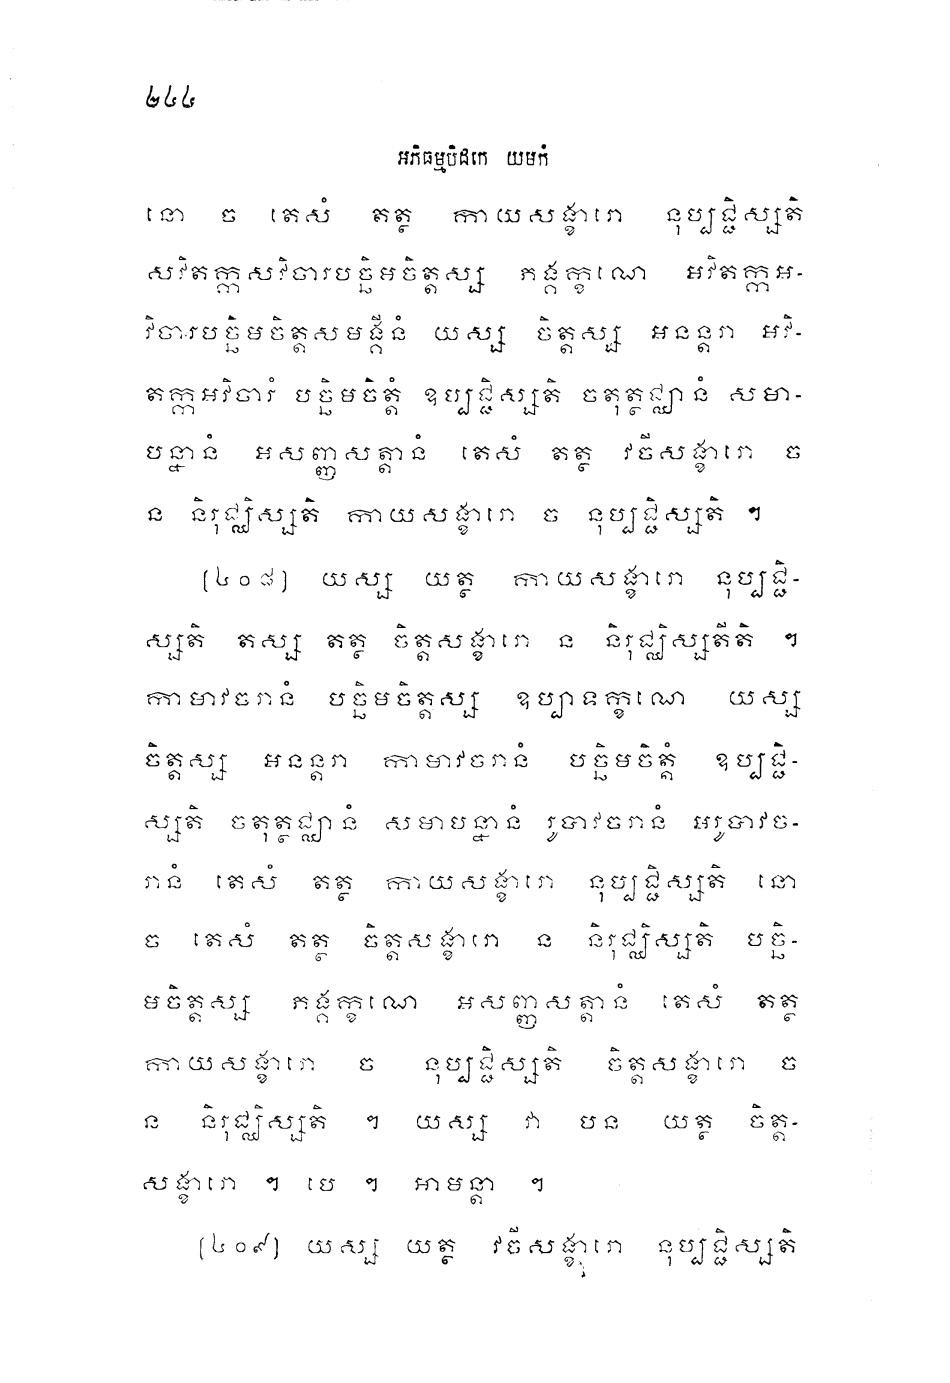 ២៤៤
អភិធម្មបិដកេ យមកំ
នោ ច តេសំ តត្ថ កាយសង្ខារោ នុប្បជ្ជិស្សតិ
សវិតក្កសវិចារបច្ឆិមចិត្តស្ស ភង្គក្ខណេ អវិតក្កអ-
វិចារបច្ឆិមចិត្តសមង្គីនំ យស្ស ចិត្តស្ស អនន្តរា អវិ-
តក្កអវិចារំ បច្ឆិមចិត្តំ ឧប្បជ្ជិស្សតិ ចតុត្ថជ្ឈានំ សមា-
បន្នានំ អសញ្ញសត្តានំ តេសំ តត្ថ វចីសង្ខារោ ច
ន និរុជ្ឈិស្សតិ កាយសង្ខារោ ច នុប្បជ្ជិស្សតិ ។
(៤០៨) យស្ស យត្ថ កាយសង្ខារោ នុប្បជ្ជិ-
ស្សតិ តស្ស តត្ថ ចិត្តសង្ខារោ ន និរុជ្ឈិស្សតីតិ ។
កាមាវចរានំ បច្ឆិមចិត្តស្ស ឧប្បាទក្ខណេ យស្ស
ចិត្តស្ស អនន្តរា កាមាវចរានំ បច្ឆិមចិត្តំ ឧប្បជ្ជិ-
ស្សតិ ចតុត្ថជ្ឈានំ សមាបន្នានំ រូបាវចរានំ អរូបាវច-
រានំ តេសំ តត្ថ កាយសង្ខារោ នុប្បជ្ជិស្សតិ នោ
ច តេសំ តត្ថ ចិត្តសង្ខារោ ន និរុជ្ឈិស្សតិ បច្ឆិ-
មចិត្តស្ស ភង្គក្ខណេ អសញ្ញសត្តានំ តេសំ តត្ថ
កាយសង្ខារោ ច នុប្បជ្ជិស្សតិ ចិត្តសង្ខារោ ច
ន និរុជ្ឈិស្សតិ ។ យស្ស វា បន យត្ថ ចិត្ត-
សង្ខារោ ។ បេ ។ អាមន្តា ។
(៤០៩) យស្ស យត្ថ វចីសង្ខារោ នុប្បជ្ជិស្សតិ